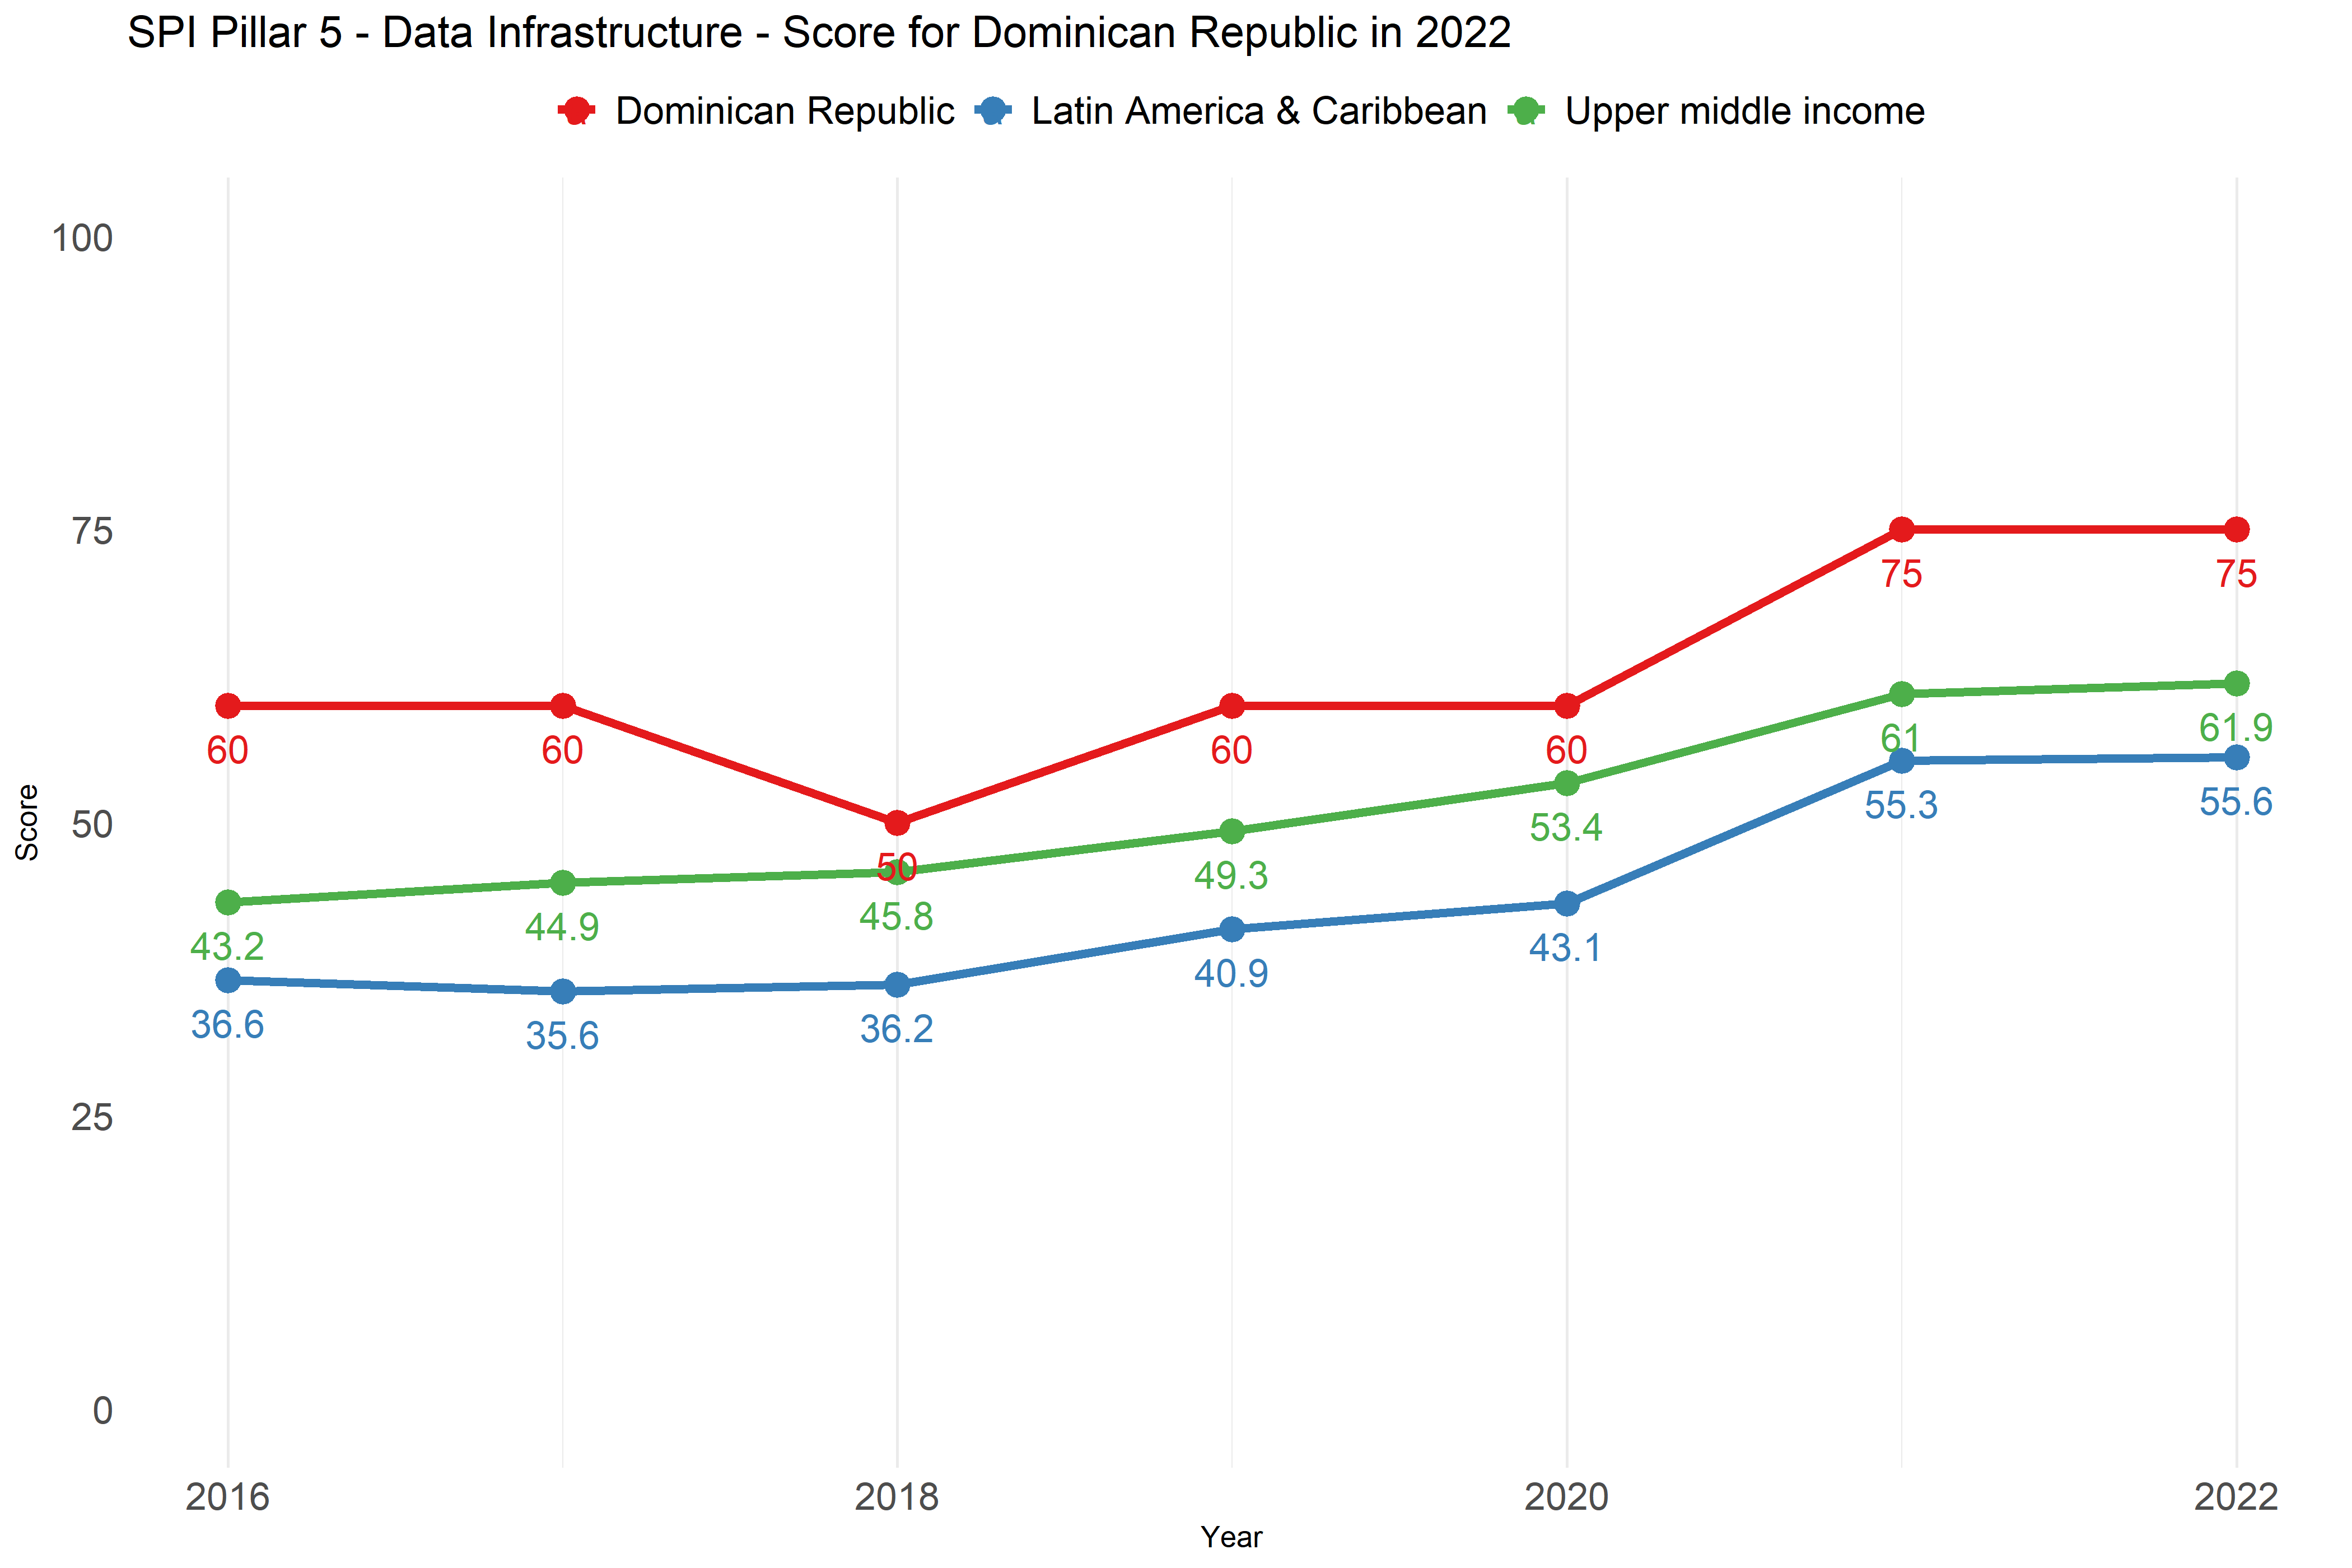 SPI Pillar 5 - Data Infrastructure - Score for Dominican Republic in 2022
Dominican Republic Latin America & Caribbean Upper middle income
100
75
50
25
0
Score
60 60 50 60 60 75 75
43.2 44.9 45.8 49.3 53.4 61 61.9
36.6 35.6 36.2 40.9 43.1 55.3 55.6
2016 2018 2020 2022
Year